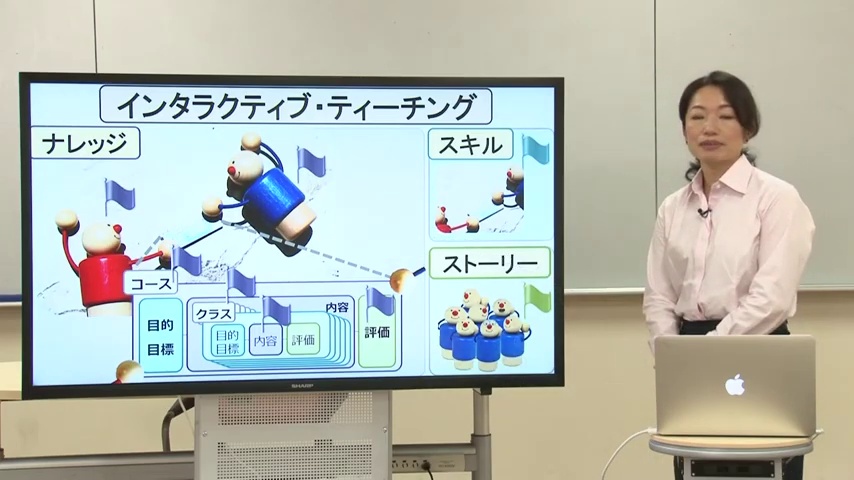 インタラクティブ・ティーチング
ナレッジ
スキル
ストーリー
コース
クラス
内容
目的
目標
目的
目標
内容
評価
評価
SHARP